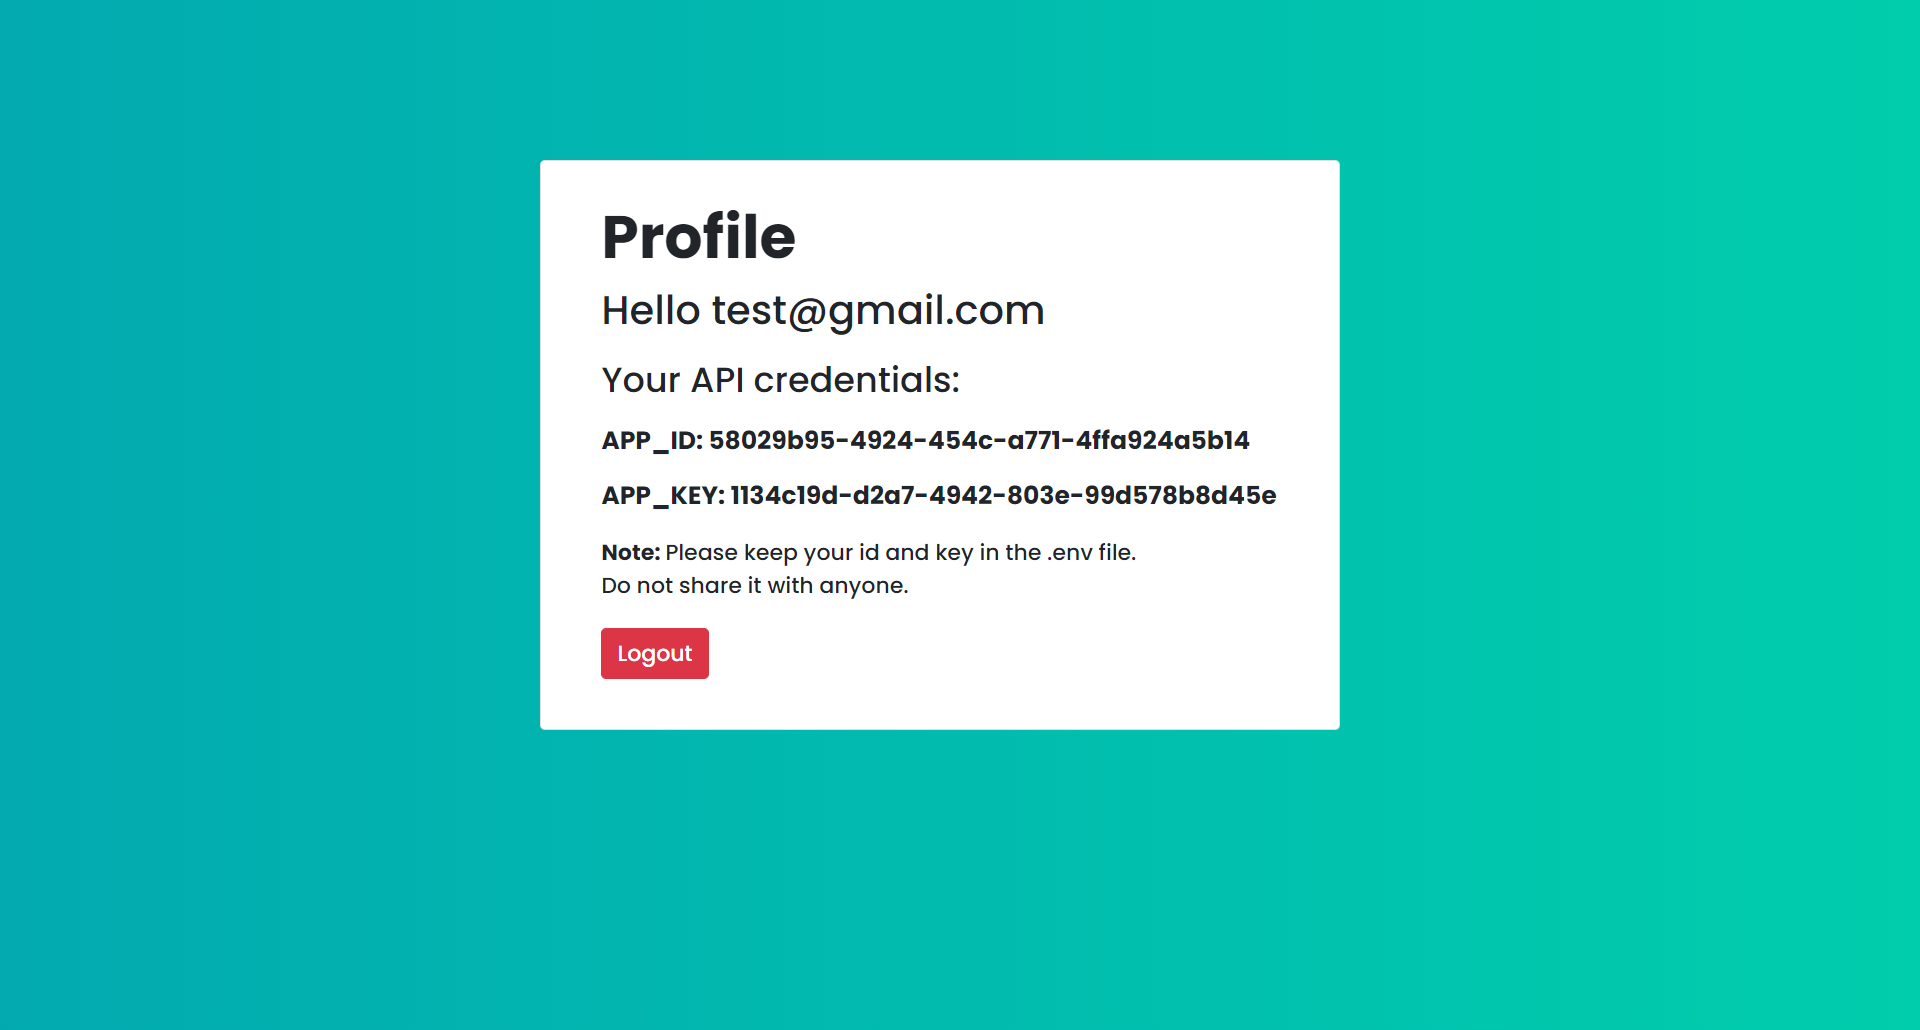 Profile
Hello test@gmail.com
Your API credentials:
APP_ID: 58029b95-4924-454c-a771-4ffa924a5b14
APP_KEY: 1134c19d-d2a7-4942-803e-99d578b8d45e
Note: Please keep your id and key in the .env file.
Do not share it with anyone.
Logout